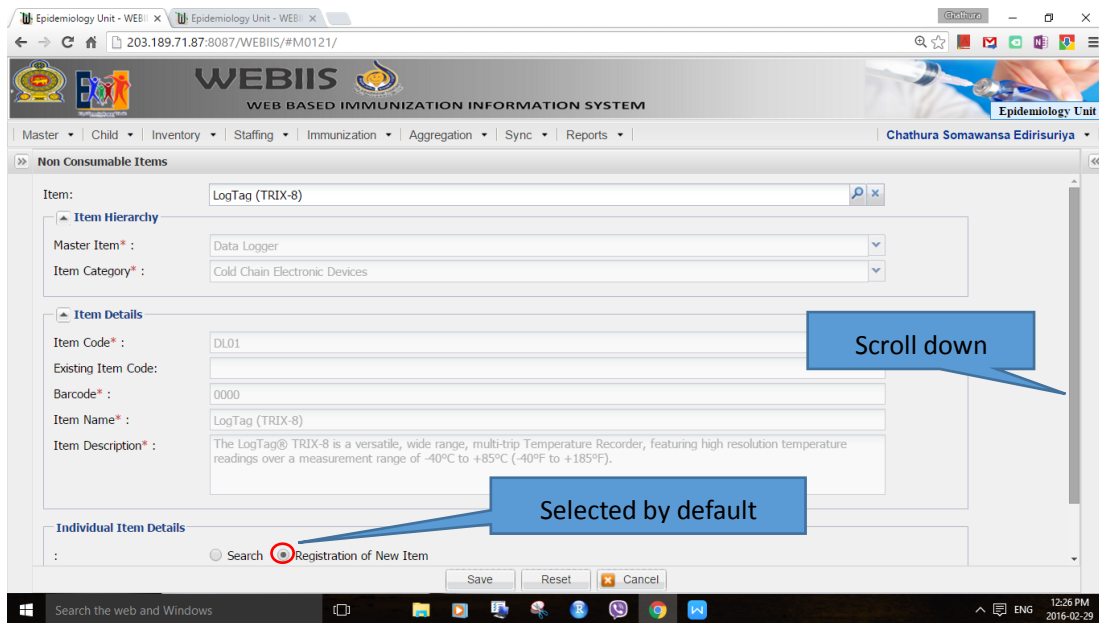 Epidemiology Unit - WEBII Epidemiology Unit - WEBII Chathura
203.189.71.87:8087/WEBIIS/#M0121/
WEBIIS
WEB BASED IMMUNIZATION INFORMATION SYSTEM
Epidemiology Unit
Master Child Inventory Staffing Immunization Aggregation Sync Reports Chathura Somawansa Edirisuriya
Non Consumable Items
Item: LogTag (TRIX-8)
Item Hierarchy
Master Item* : Data Logger
Item Category* : Cold Chain Electronic Devices
Item Details
Scroll down
Item Code* : DL01
Existing Item Code:
Barcode* : 0000
Item Name* : LogTag (TRIX-8)
Item Description* : The LogTag® TRIX-8 is a versatile, wide range, multi-trip Temperature Recorder, featuring high resolution temperature
readings over a measurement range of -40ºC to +85ºC (-40ºF to +185ºF).
Selected by default
Individual Item Details
: Search Registration of New Item
Save Reset Cancel
Search the web and Windows ENG 12:26 PM
2016-02-29